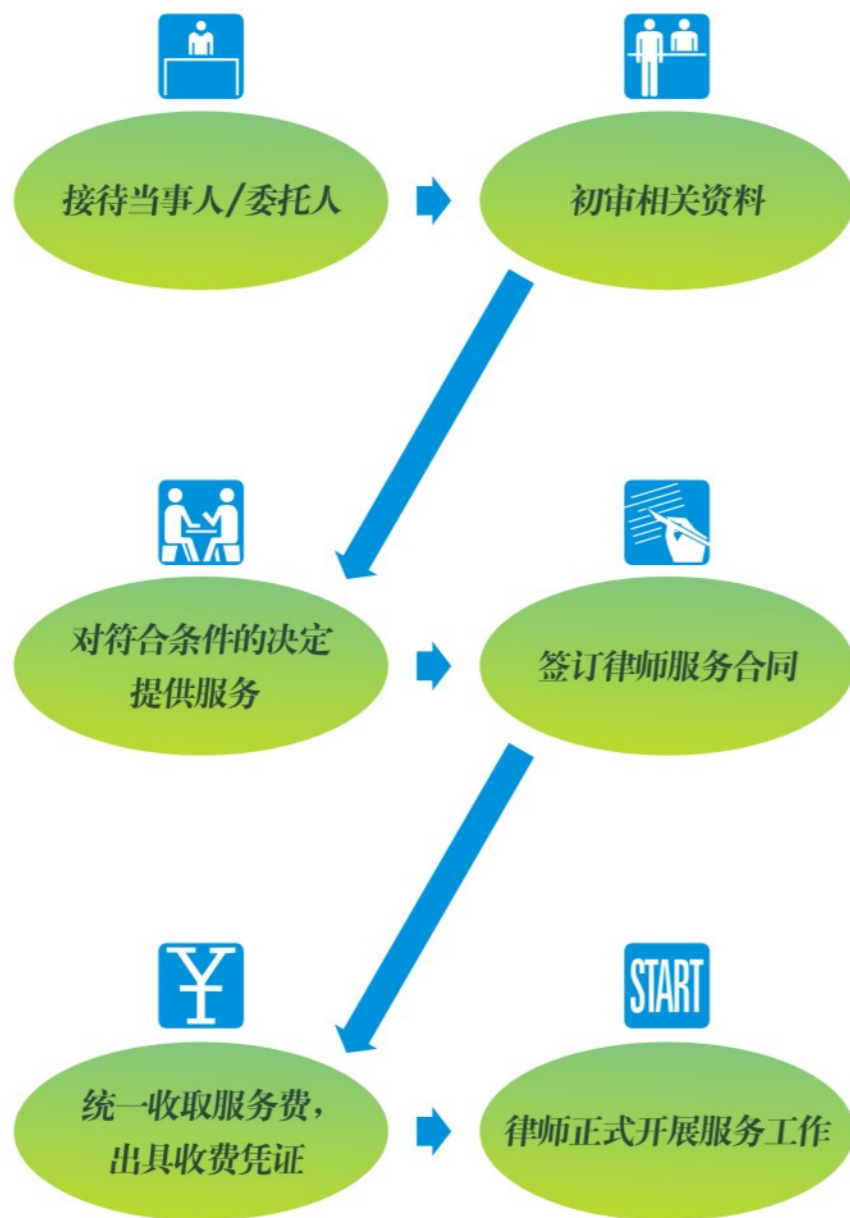 接待当事人/委托人
初审相关资料
对符合条件的决定
提供服务
签订律师服务合同
¥
START
统一收取服务费，
出具收费凭证
律师正式开展服务工作